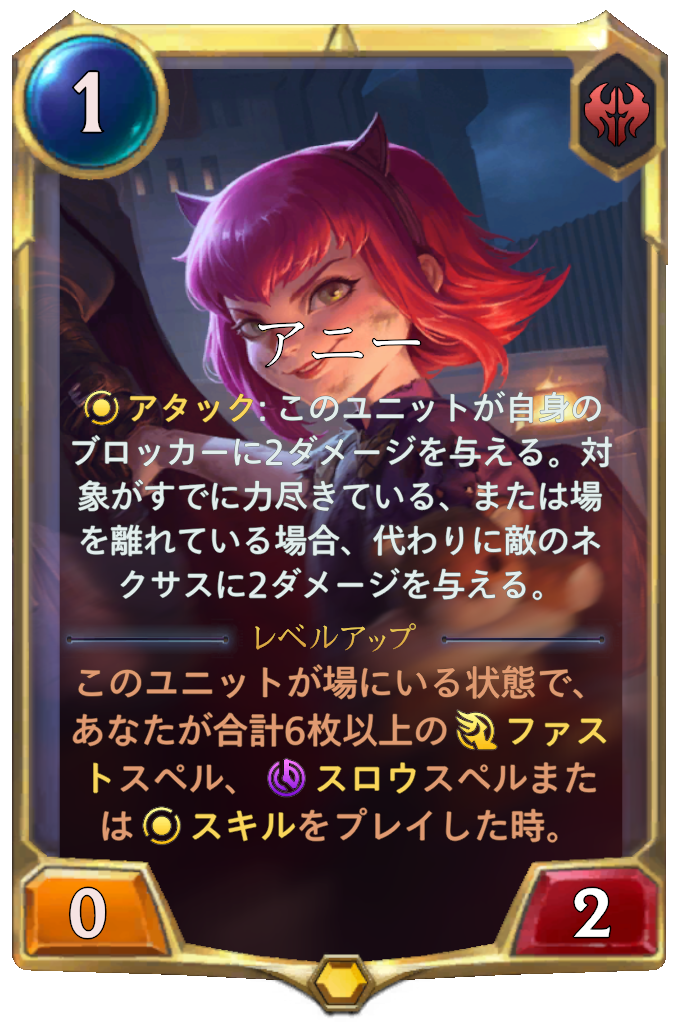 1
アニー
アタック: このユニットが自身の
ブロッカーに2ダメージを与える。対
象がすでに力尽きている、または場
を離れている場合、代わりに敵のネ
クサスに2ダメージを与える。
レベルアップ
このユニットが場にいる状態で、
あなたが合計6枚以上の ファス
トスペル、 スロウスペルまた
は スキルをプレイした時。
0
2